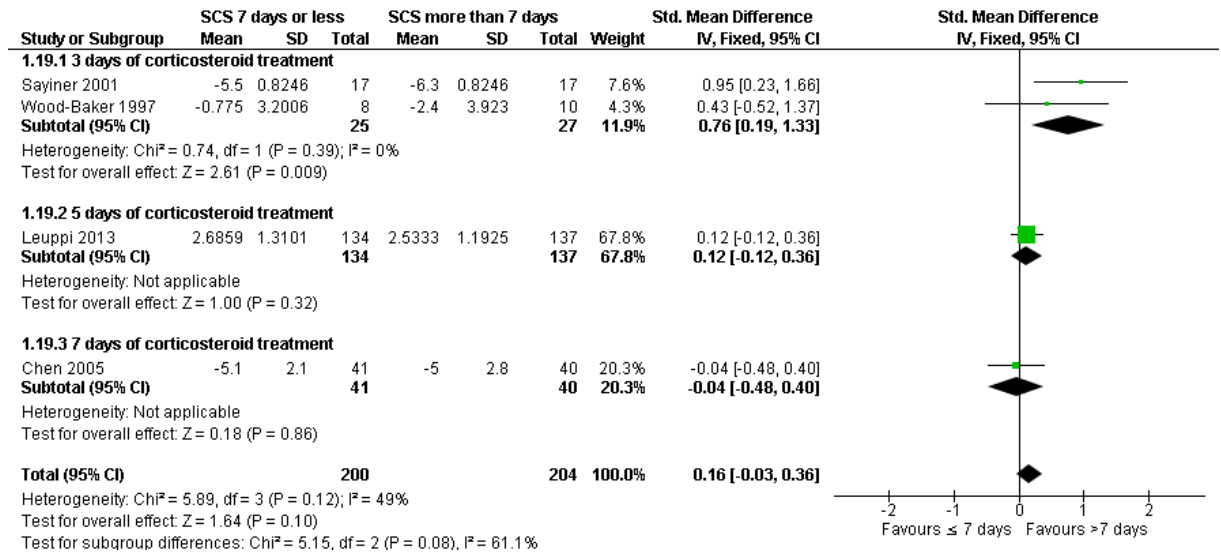 SCS 7 days or less SCS more than 7 days Std. Mean Difference Std. Mean Difference
Study or Subgroup Mean SD Total Mean SD Total Weight IV, Fixed, 95% CI IV, Fixed, 95% CI
1.19.1 3 days of corticosteroid treatment
Sayiner 2001 -5.5 0.8246 17 -6.3 0.8246 17 7.6% 0.95 [0.23, 1.66]
Wood-Baker 1997 -0.775 3.2006 8 -2.4 3.923 10 4.3% 0.43 [-0.52, 1.37]
Subtotal (95% CI) 25 27 11.9% 0.76 [0.19, 1.33]
Heterogeneity: Chi² = 0.74, df = 1 (P = 0.39); I² = 0%
Test for overall effect: Z = 2.61 (P = 0.009)
1.19.2 5 days of corticosteroid treatment
Leuppi 2013 2.6859 1.3101 134 2.5333 1.1925 137 67.8% 0.12 [-0.12, 0.36]
Subtotal (95% CI) 134 137 67.8% 0.12 [-0.12, 0.36]
Heterogeneity: Not applicable
Test for overall effect: Z = 1.00 (P = 0.32)
1.19.3 7 days of corticosteroid treatment
Chen 2005 -5.1 2.1 41 -5 2.8 40 20.3% -0.04 [-0.48, 0.40]
Subtotal (95% CI) 41 40 20.3% -0.04 [-0.48, 0.40]
Heterogeneity: Not applicable
Test for overall effect: Z = 0.18 (P = 0.86)
Total (95% CI) 200 204 100.0% 0.16 [-0.03, 0.36]
Heterogeneity: Chi² = 5.89, df = 3 (P = 0.12); I² = 49%
Test for overall effect: Z = 1.64 (P = 0.10)
Test for subgroup differences: Chi² = 5.15, df = 2 (P = 0.08), I² = 61.1%
-2 -1 0 1 2
Favours ≤ 7 days Favours >7 days